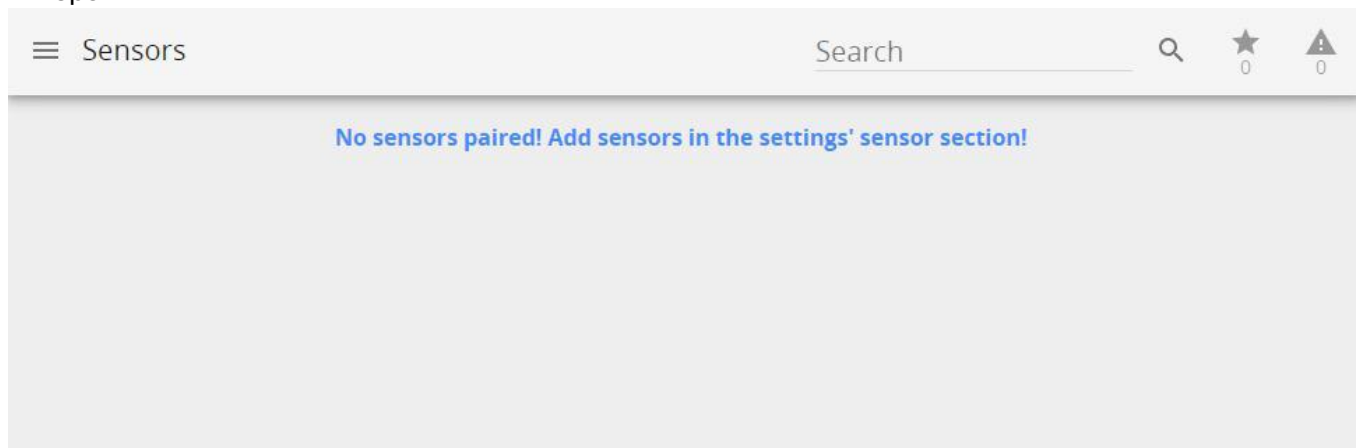 Sensors
Search
0
0
No sensors paired! Add sensors in the settings' sensor section!